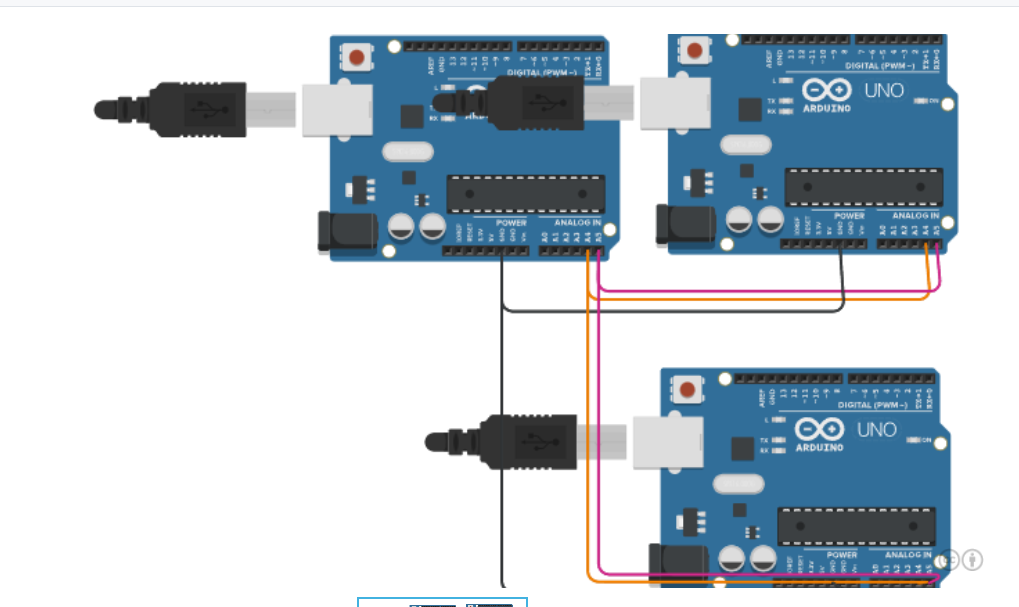 AREF GND 13 12 ~11 ~10 ~9 8 7 ~6 ~5 4 ~3 2 TX→1 RX←0
DIGITAL (PWM~)
L
RX
POWER ANALOG IN
IOREF RESET 3.3V 5V GND GND Vin A0 A1 A2 A3 A4 A5
AREF GND 13 12 ~11 ~10 ~9 8 7 ~6 ~5 4 ~3 2 TX→1 RX←0
DIGITAL (PWM~)
L
UNO
TX
RX
ARDUINO
ON
POWER ANALOG IN
IOREF RESET 3.3V 5V GND GND Vin A0 A1 A2 A3 A4 A5
AREF GND 13 12 ~11 ~10 ~9 8 7 ~6 ~5 4 ~3 2 TX→1 RX←0
DIGITAL (PWM~)
L
UNO
TX
RX
ARDUINO
ON
POWER ANALOG IN
GND GND Vin A0 A1 A2 A3 A4 A5